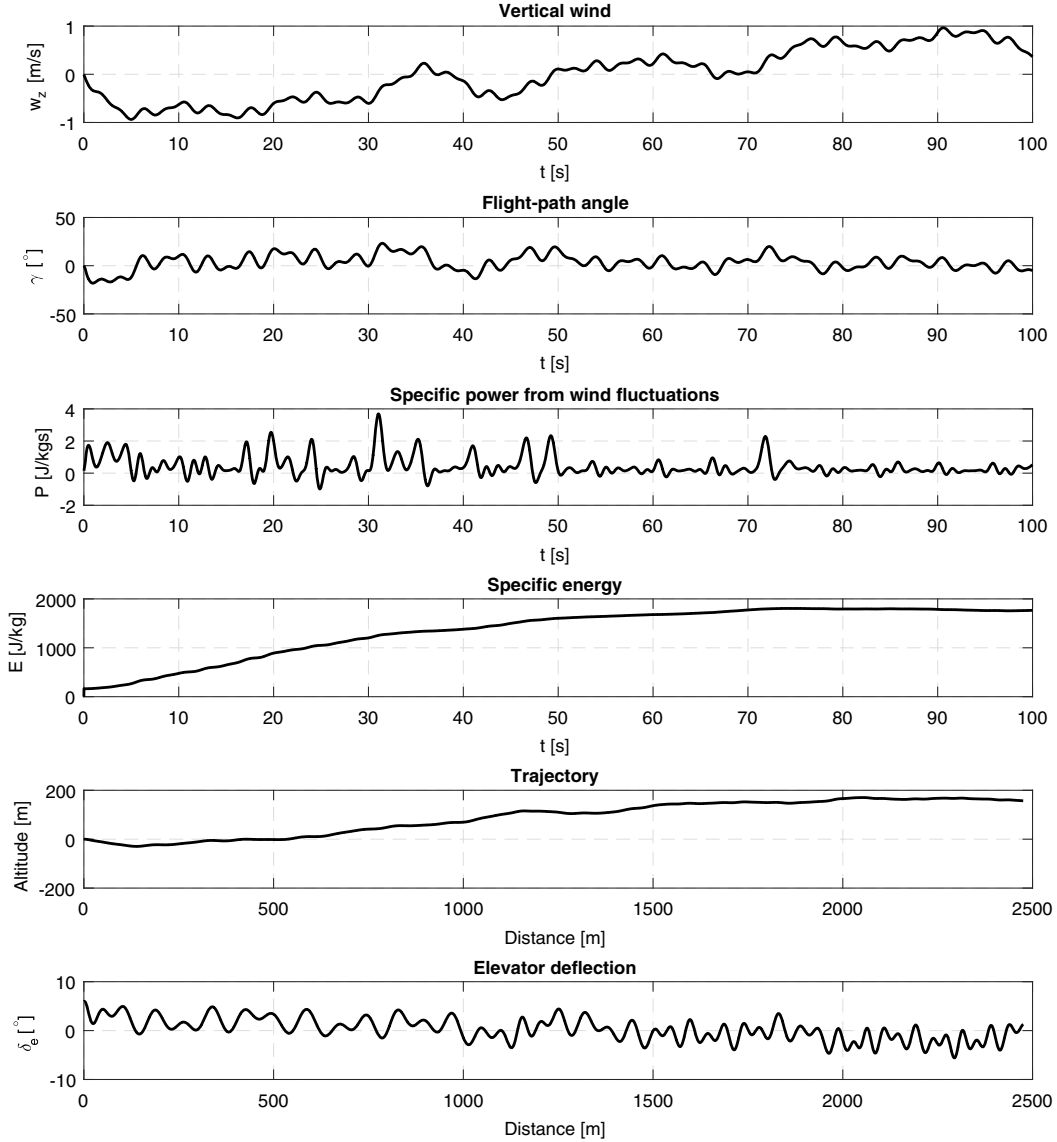 Vertical wind
w_z [m/s]
1
0
-1
0 10 20 30 40 50 60 70 80 90 100
t [s]
Flight-path angle
γ [°]
50
0
-50
0 10 20 30 40 50 60 70 80 90 100
t [s]
Specific power from wind fluctuations
P [J/kgs]
4
2
0
-2
0 10 20 30 40 50 60 70 80 90 100
t [s]
Specific energy
E [J/kg]
2000
1000
0
0 10 20 30 40 50 60 70 80 90 100
t [s]
Trajectory
Altitude [m]
200
0
-200
0 500 1000 1500 2000 2500
Distance [m]
Elevator deflection
δ_e [°]
10
0
-10
0 500 1000 1500 2000 2500
Distance [m]